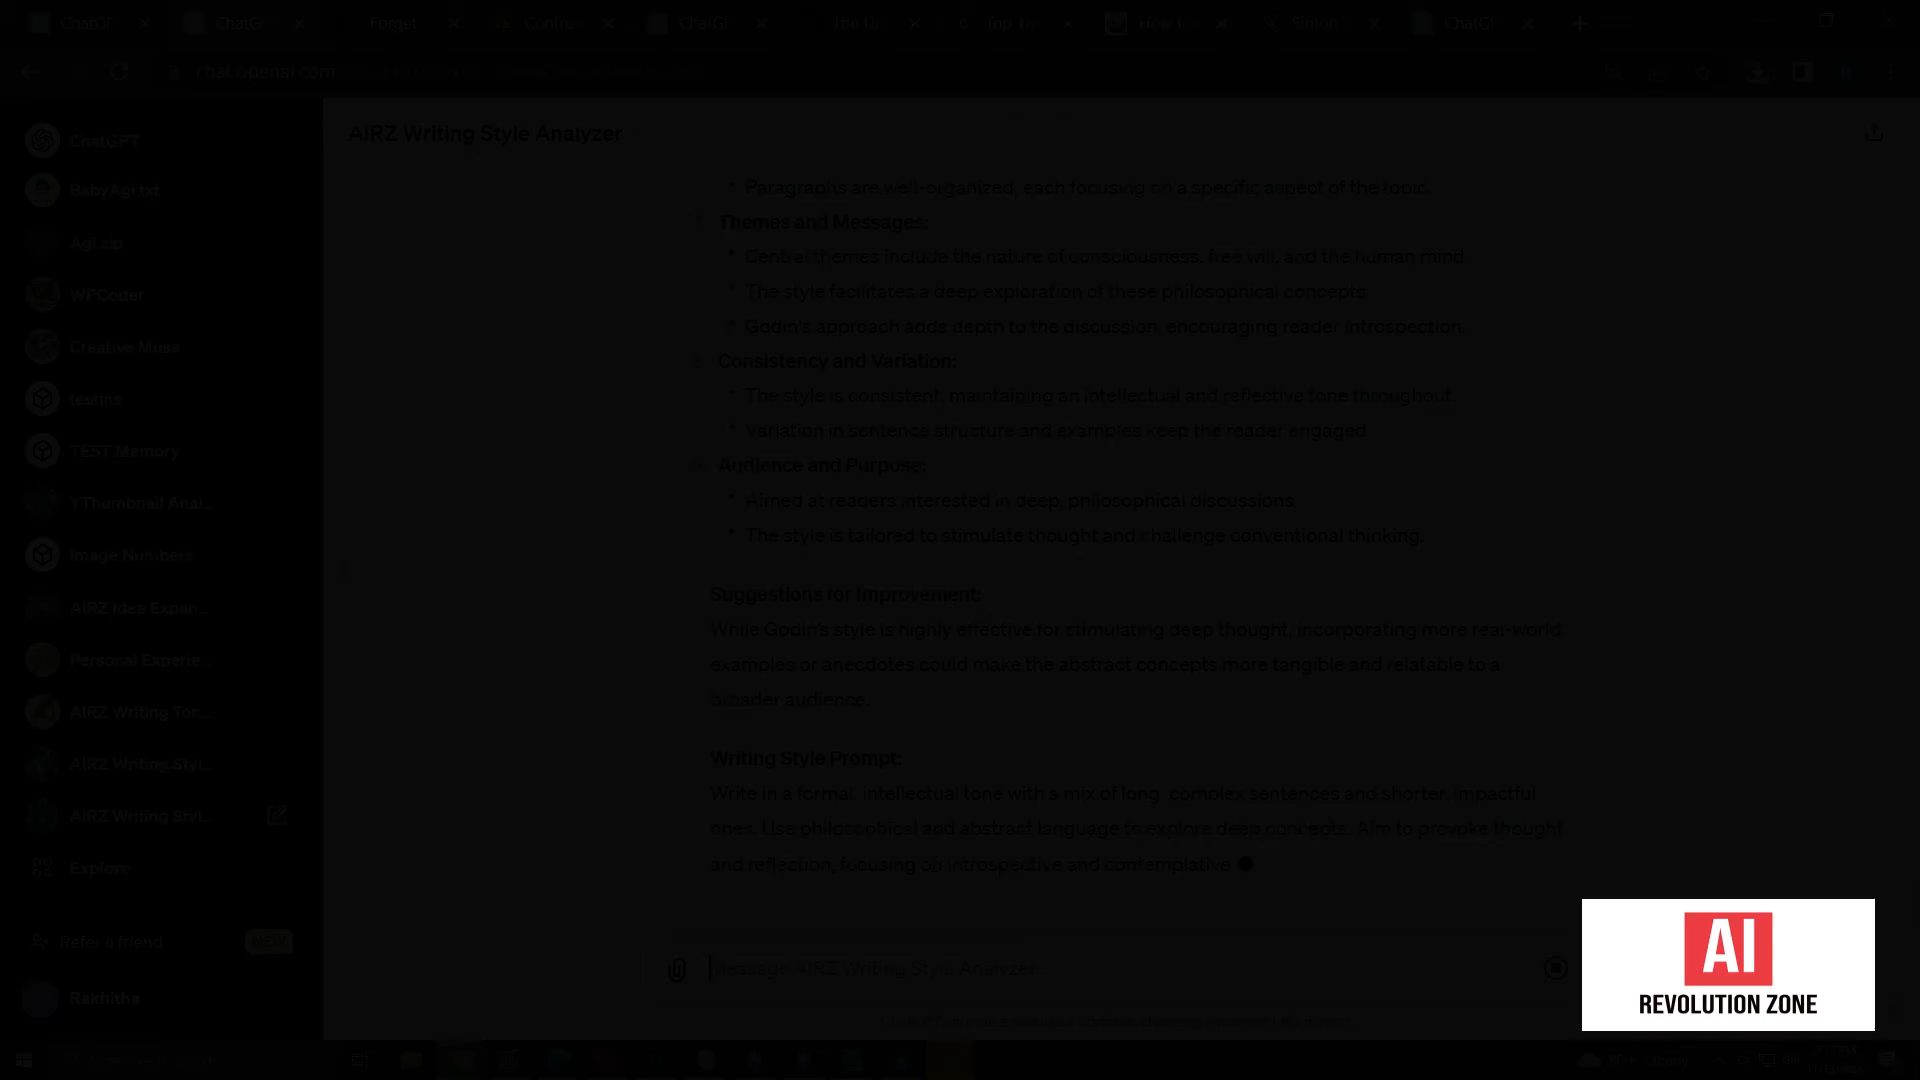 ChatGPT
Forget
The U
How I
Simon
chat.openai.com
ChatGPT
BabyAgi.txt
Agi.zip
WPCoder
Creative Muse
testing
TEST Memory
YThumbnail Anal...
Image Numbers
AIRZ Idea Expan...
Personal Experie...
AIRZ Writing Ton...
AIRZ Writing Styl...
AIRZ Writing Styl...
Explore
Refer a friend
NEW
Rakhitha
AIRZ Writing Style Analyzer
• Paragraphs are well-organized, each focusing on a specific aspect of the topic.
Themes and Messages:
• Central themes include the nature of consciousness, free will, and the human mind.
• The style facilitates a deep exploration of these philosophical concepts.
• Godin's approach adds depth to the discussion, encouraging reader introspection.
Consistency and Variation:
• The style is consistent, maintaining an intellectual and reflective tone throughout.
• Variation in sentence structure and examples keep the reader engaged.
Audience and Purpose:
• Aimed at readers interested in deep, philosophical discussions.
• The style is tailored to stimulate thought and challenge conventional thinking.
Suggestions for Improvement:
While Godin's style is highly effective for stimulating deep thought, incorporating more real-world
examples or anecdotes could make the abstract concepts more tangible and relatable to a
broader audience.
Writing Style Prompt:
Write in a formal, intellectual tone with a mix of long, complex sentences and shorter, impactful
ones. Use philosophical and abstract language to explore deep concepts. Aim to provoke thought
and reflection, focusing on introspective and contemplative
Message AIRZ Writing Style Analyzer
AI
REVOLUTION ZONE